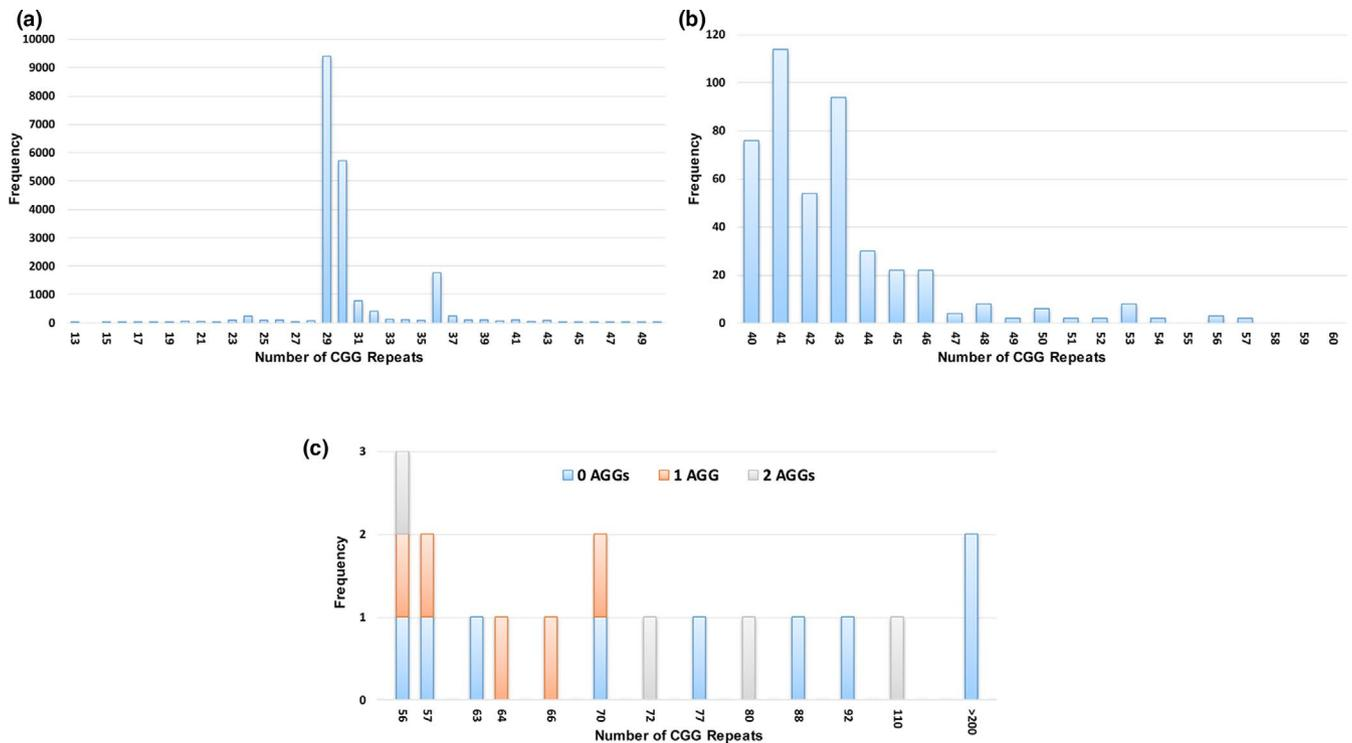 (a)
10000
9000
8000
7000
6000
5000
4000
3000
2000
1000
0
Frequency
13 15 17 19 21 23 25 27 29 31 33 35 37 39 41 43 45 47 49
Number of CGG Repeats
(b)
120
100
80
60
40
20
0
Frequency
40 41 42 43 44 45 46 47 48 49 50 51 52 53 54 55 56 57 58 59 60
Number of CGG Repeats
(c)
3
2
1
0
Frequency
0 AGGs 1 AGG 2 AGGs
56 57 63 64 66 70 72 77 80 88 92 110 >200
Number of CGG Repeats